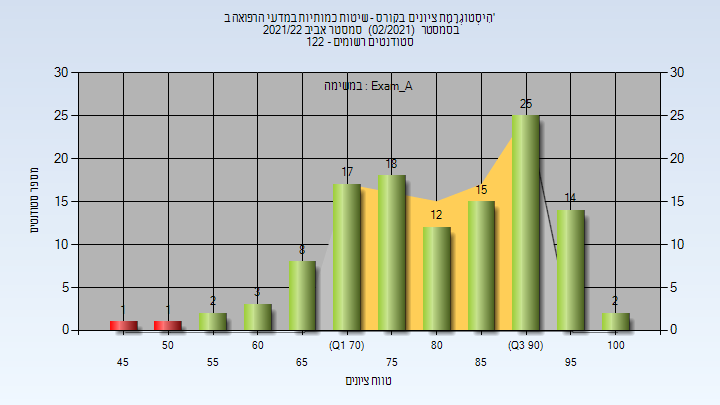 הִיסְטוֹגְרָמַת ציונים בקורס - שיטות כמותיות במדעי הרפואה ב'
בסמסטר (02/2021) סמסטר אביב 2021/22
סטודנטים רשומים - 122
במשימה : Exam_A
מספר סטודנטים
30 30
25 25
20 20
15 15
10 10
5 5
0 0
1 1 2 3 8 17 18 12 15 25 14 2
50 60 (Q1 70) 80 (Q3 90) 100
45 55 65 75 85 95
טווח ציונים